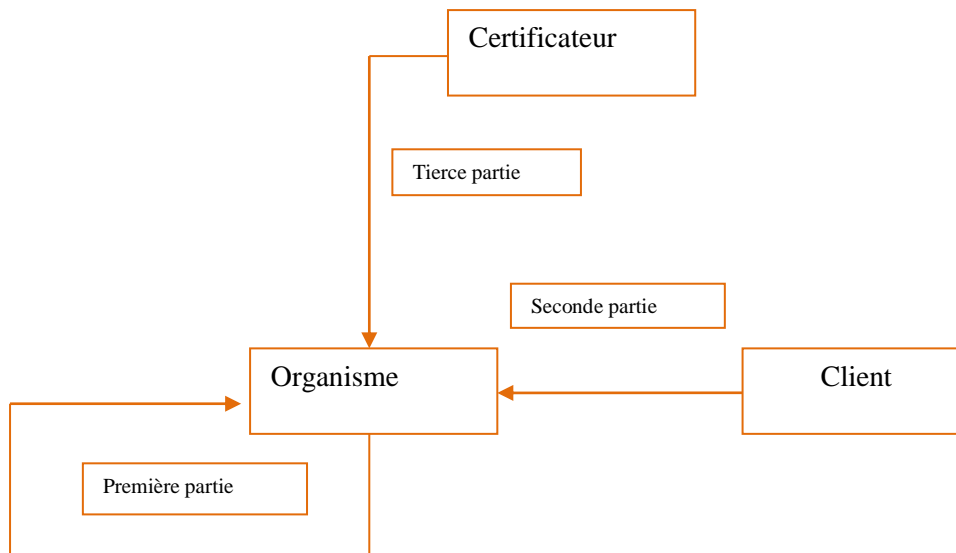 Certificateur
Tierce partie
Seconde partie
Organisme
Client
Première partie